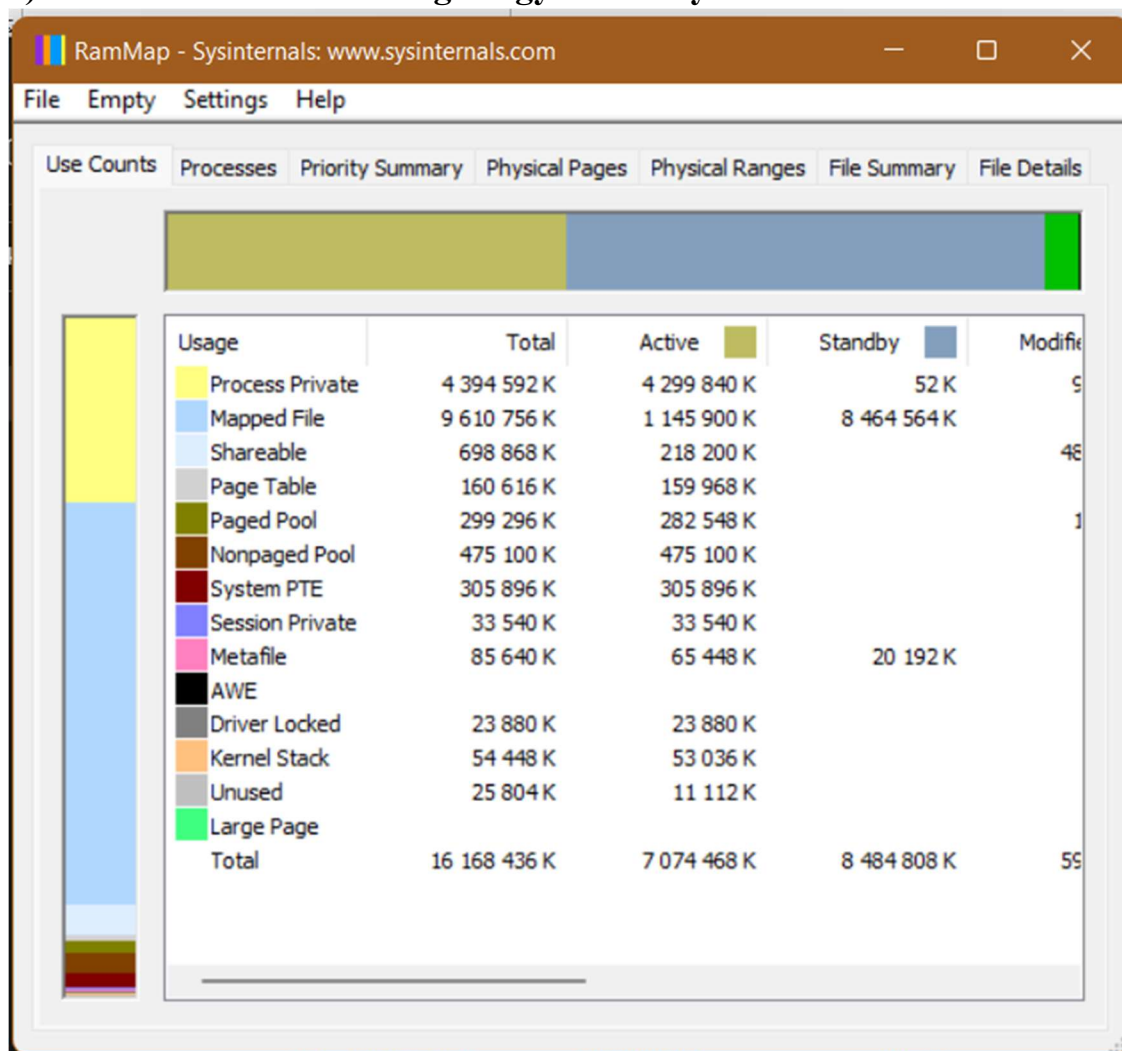 RamMap - Sysinternals: www.sysinternals.com
File Empty Settings Help
Use Counts Processes Priority Summary Physical Pages Physical Ranges File Summary File Details
Usage Total Active Standby Modifie
Process Private 4 394 592 K 4 299 840 K 52 K 9
Mapped File 9 610 756 K 1 145 900 K 8 464 564 K
Shareable 698 868 K 218 200 K 48
Page Table 160 616 K 159 968 K
Paged Pool 299 296 K 282 548 K 1
Nonpaged Pool 475 100 K 475 100 K
System PTE 305 896 K 305 896 K
Session Private 33 540 K 33 540 K
Metafile 85 640 K 65 448 K 20 192 K
AWE
Driver Locked 23 880 K 23 880 K
Kernel Stack 54 448 K 53 036 K
Unused 25 804 K 11 112 K
Large Page
Total 16 168 436 K 7 074 468 K 8 484 808 K 59